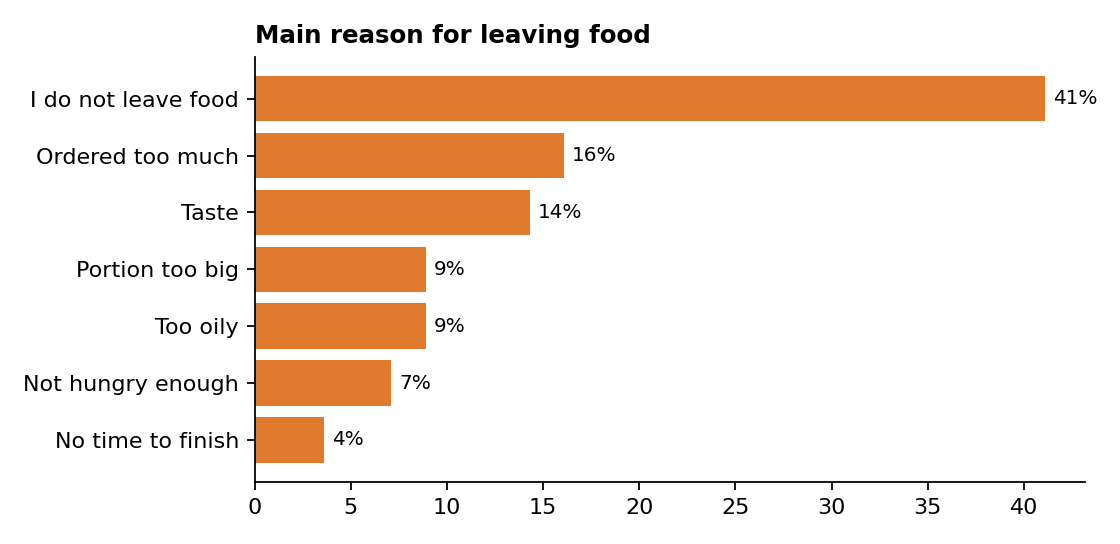 Main reason for leaving food
I do not leave food 41%
Ordered too much 16%
Taste 14%
Portion too big 9%
Too oily 9%
Not hungry enough 7%
No time to finish 4%
0 5 10 15 20 25 30 35 40